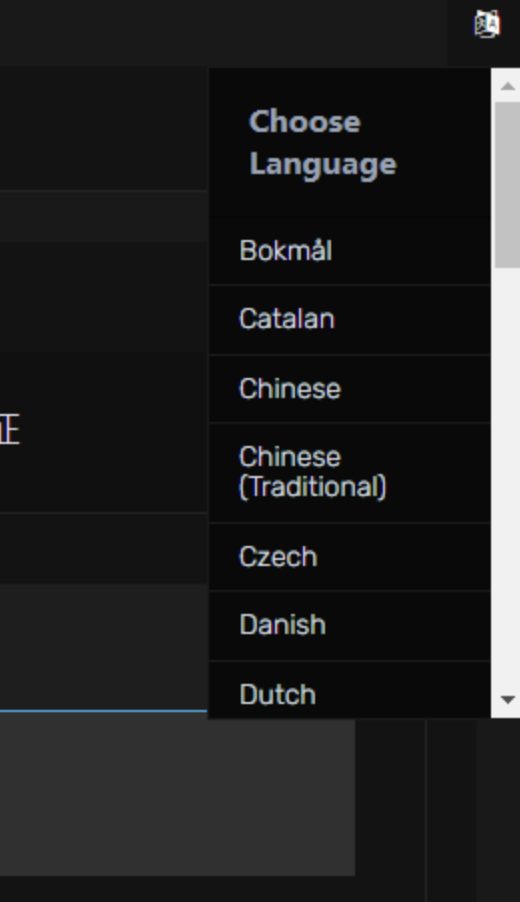 Choose
Language
Bokmål
Catalan
Chinese
Chinese
(Traditional)
Czech
Danish
Dutch